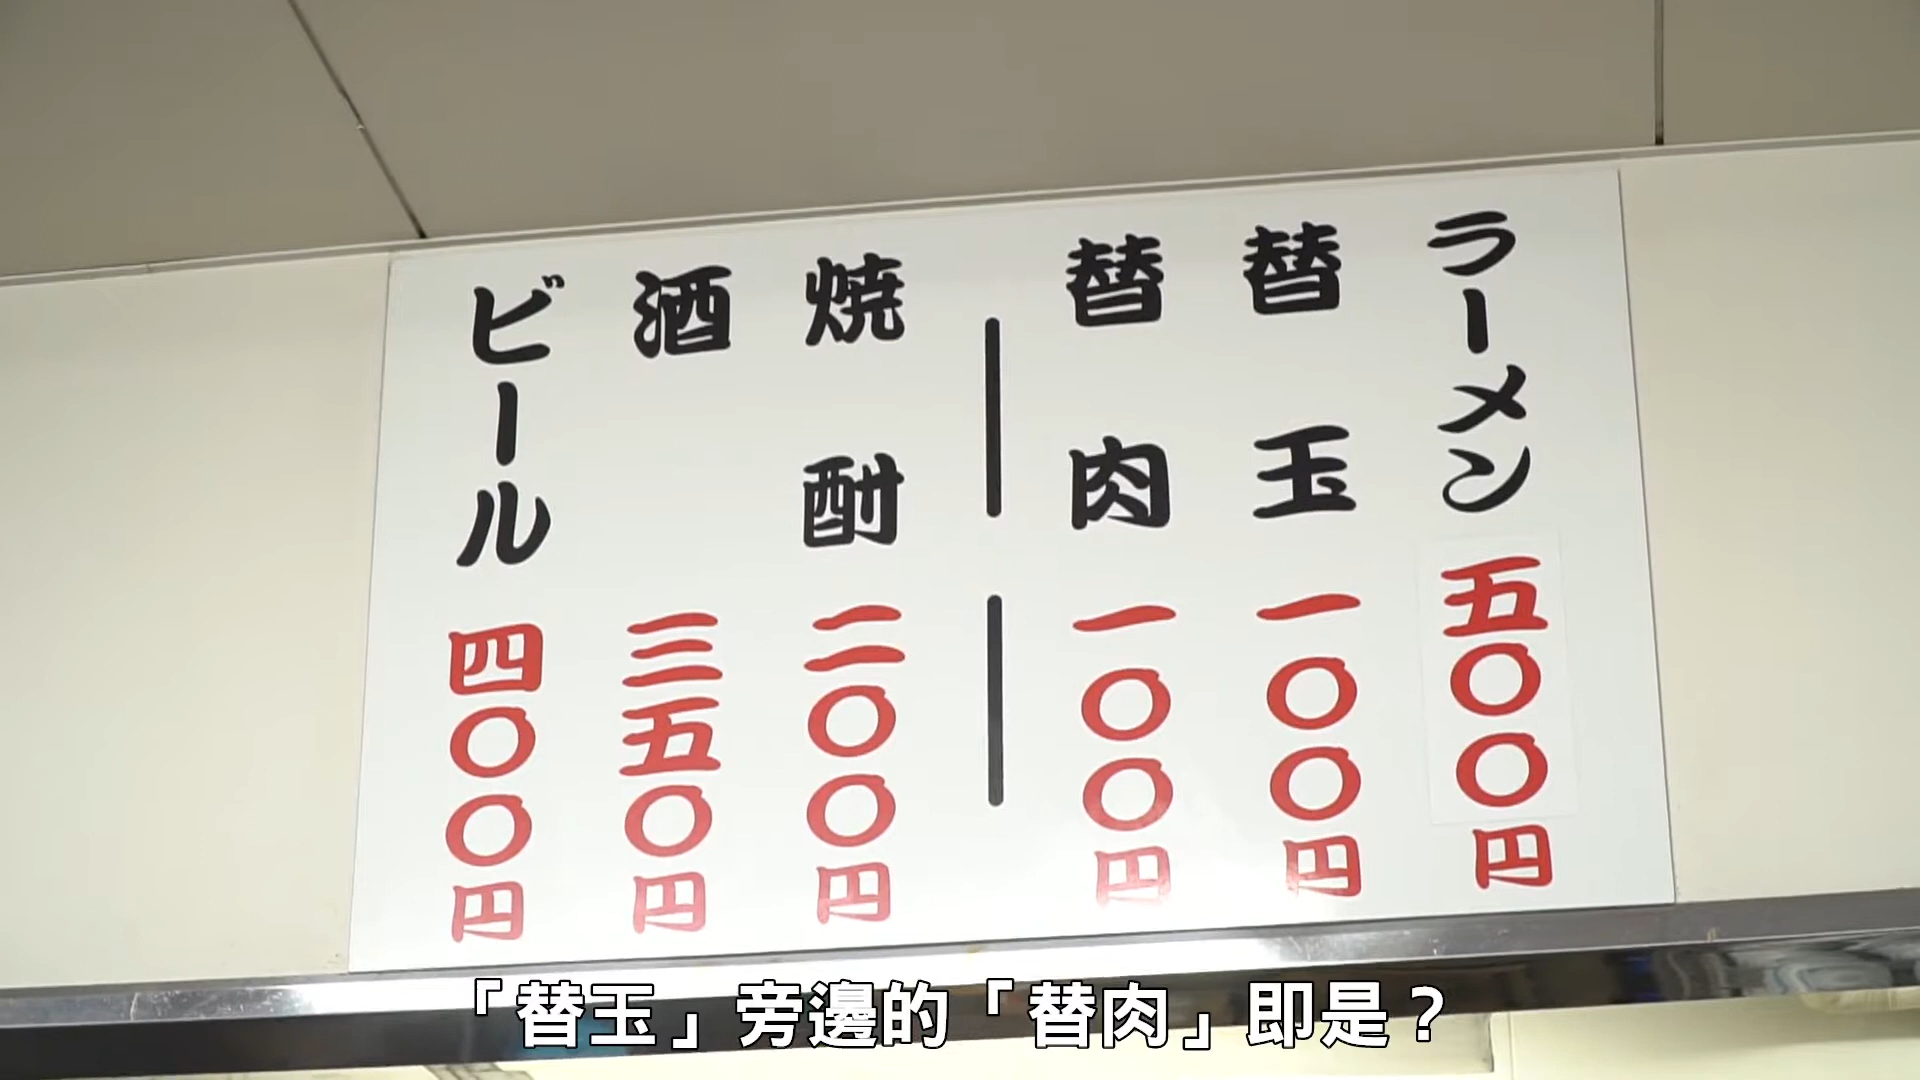 ラーメン 五〇〇円
替玉 一〇〇円
替肉 一〇〇円
焼酎 二〇〇円
酒 三五〇円
ビール 四〇〇円
「替玉」旁邊的「替肉」即是？